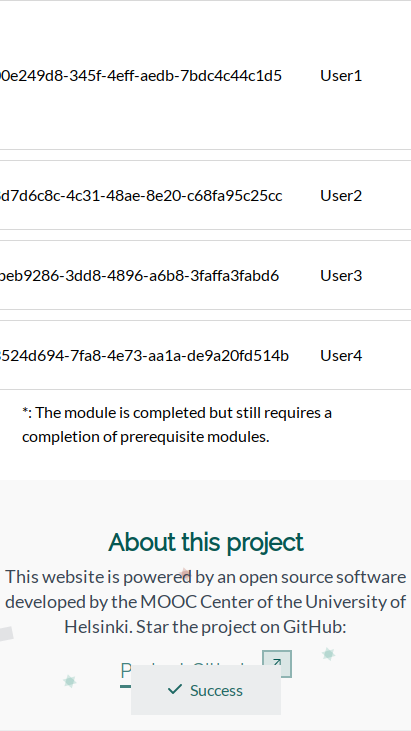 0e249d8-345f-4eff-aedb-7bdc4c44c1d5 User1
d7d6c8c-4c31-48ae-8e20-c68fa95c25cc User2
beb9286-3dd8-4896-a6b8-3faffa3fabd6 User3
524d694-7fa8-4e73-aa1a-de9a20fd514b User4
*: The module is completed but still requires a
completion of prerequisite modules.
About this project
This website is powered by an open source software
developed by the MOOC Center of the University of
Helsinki. Star the project on GitHub:
Success